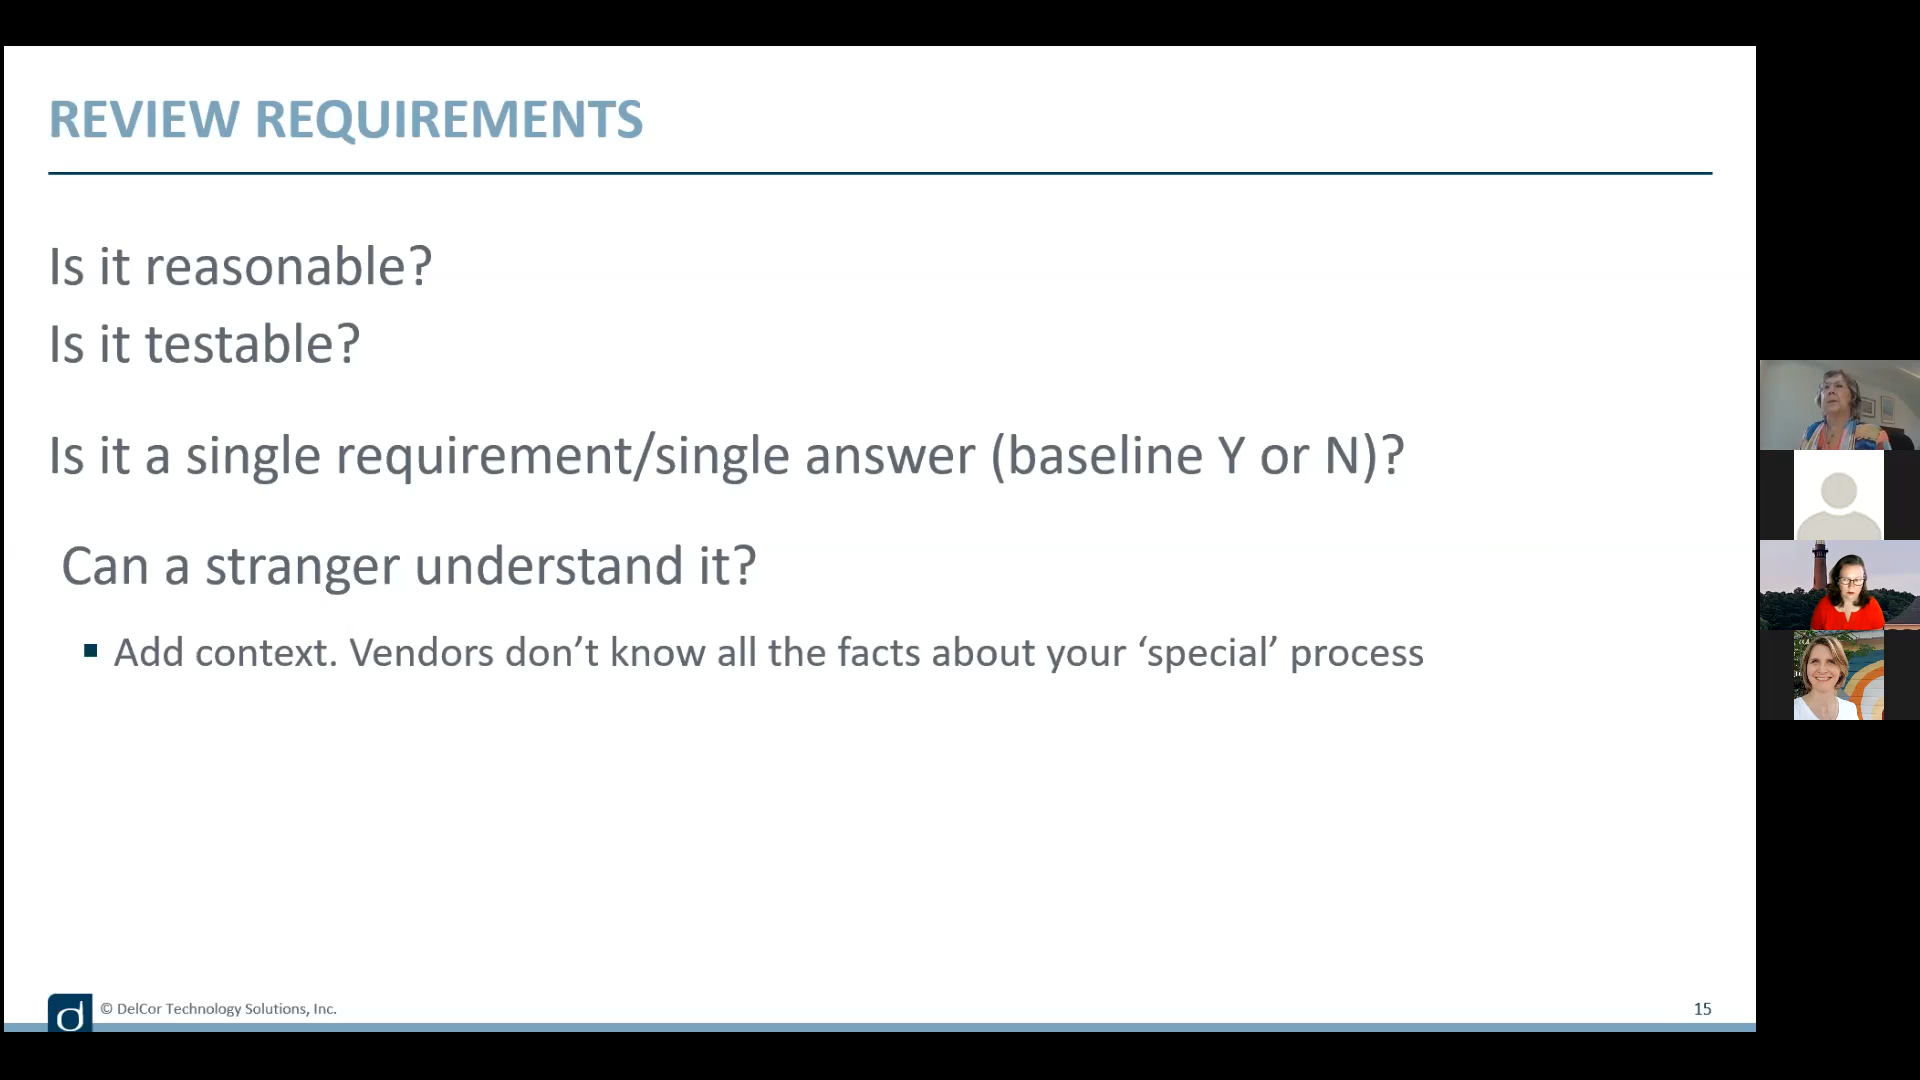 REVIEW REQUIREMENTS
Is it reasonable?
Is it testable?
Is it a single requirement/single answer (baseline Y or N)?
Can a stranger understand it?
▪ Add context. Vendors don’t know all the facts about your ‘special’ process
d
© DelCor Technology Solutions, Inc.
15